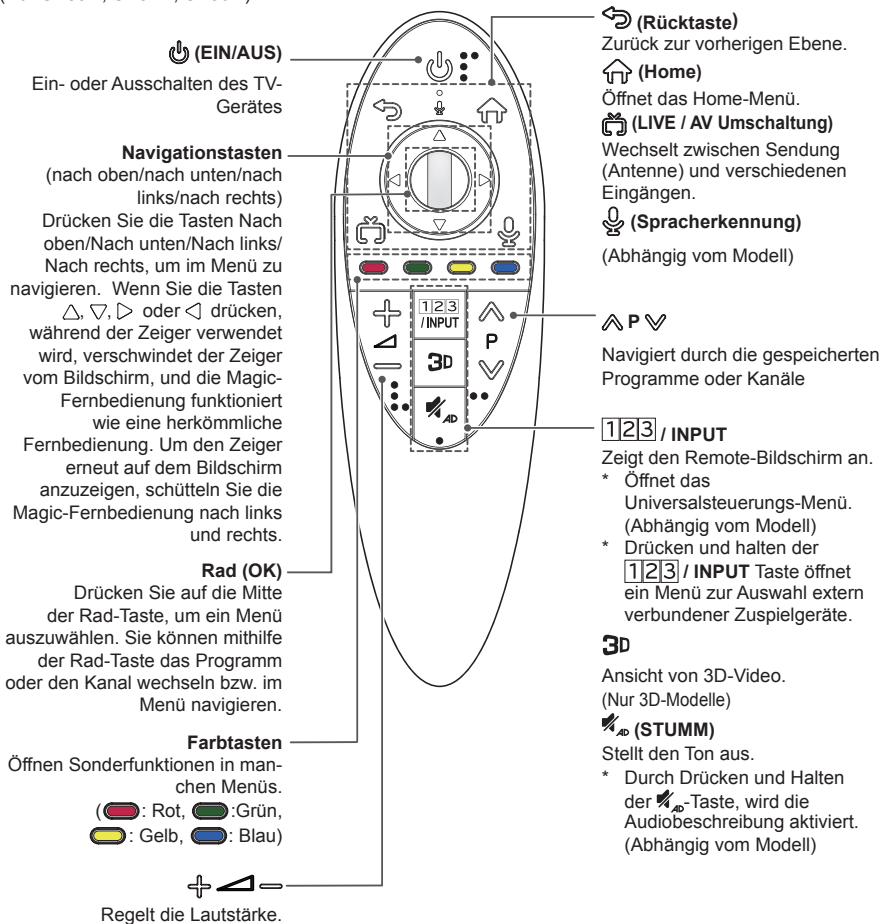 (EIN/AUS)
Ein- oder Ausschalten des TV-
Gerätes
Navigationstasten
(nach oben/nach unten/nach
links/nach rechts)
Drücken Sie die Tasten Nach
oben/Nach unten/Nach links/
Nach rechts, um im Menü zu
navigieren. Wenn Sie die Tasten
△, ▽, ▷ oder ◁ drücken,
während der Zeiger verwendet
wird, verschwindet der Zeiger
vom Bildschirm, und die Magic-
Fernbedienung funktioniert
wie eine herkömmliche
Fernbedienung. Um den Zeiger
erneut auf dem Bildschirm
anzuzeigen, schütteln Sie die
Magic-Fernbedienung nach links
und rechts.
Rad (OK)
Drücken Sie auf die Mitte
der Rad-Taste, um ein Menü
auszuwählen. Sie können mithilfe
der Rad-Taste das Programm
oder den Kanal wechseln bzw. im
Menü navigieren.
Farbtasten
Öffnen Sonderfunktionen in man-
chen Menüs.
( : Rot, :Grün,
: Gelb, : Blau)
Regelt die Lautstärke.
123
/INPUT
P
3D
AD
(Rücktaste)
Zurück zur vorherigen Ebene.
(Home)
Öffnet das Home-Menü.
(LIVE / AV Umschaltung)
Wechselt zwischen Sendung
(Antenne) und verschiedenen
Eingängen.
(Spracherkennung)
(Abhängig vom Modell)
P
Navigiert durch die gespeicherten
Programme oder Kanäle
123 / INPUT
Zeigt den Remote-Bildschirm an.
* Öffnet das
Universalsteuerungs-Menü.
(Abhängig vom Modell)
* Drücken und halten der
123 / INPUT Taste öffnet
ein Menü zur Auswahl extern
verbundener Zuspielgeräte.
3D
Ansicht von 3D-Video.
(Nur 3D-Modelle)
AD (STUMM)
Stellt den Ton aus.
* Durch Drücken und Halten
der AD-Taste, wird die
Audiobeschreibung aktiviert.
(Abhängig vom Modell)